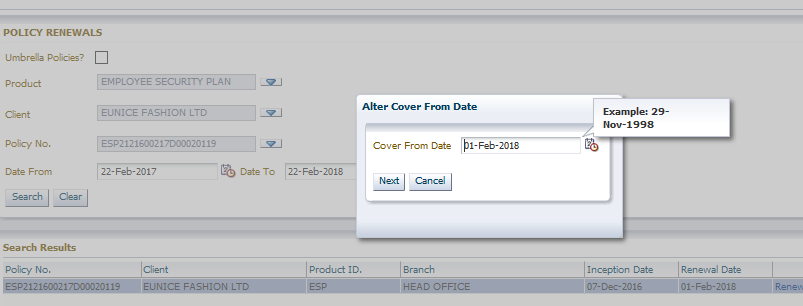 POLICY RENEWALS
Umbrella Policies?
Product EMPLOYEE SECURITY PLAN
Client EUNICE FASHION LTD
Policy No. ESP2121600217D00020119
Date From 22-Feb-2017 Date To 22-Feb-2018
Search Clear
Alter Cover From Date
Example: 29-
Nov-1998
Cover From Date 01-Feb-2018
Next Cancel
Search Results
Policy No. Client Product ID. Branch Inception Date Renewal Date
ESP2121600217D00020119 EUNICE FASHION LTD ESP HEAD OFFICE 07-Dec-2016 01-Feb-2018 Renew